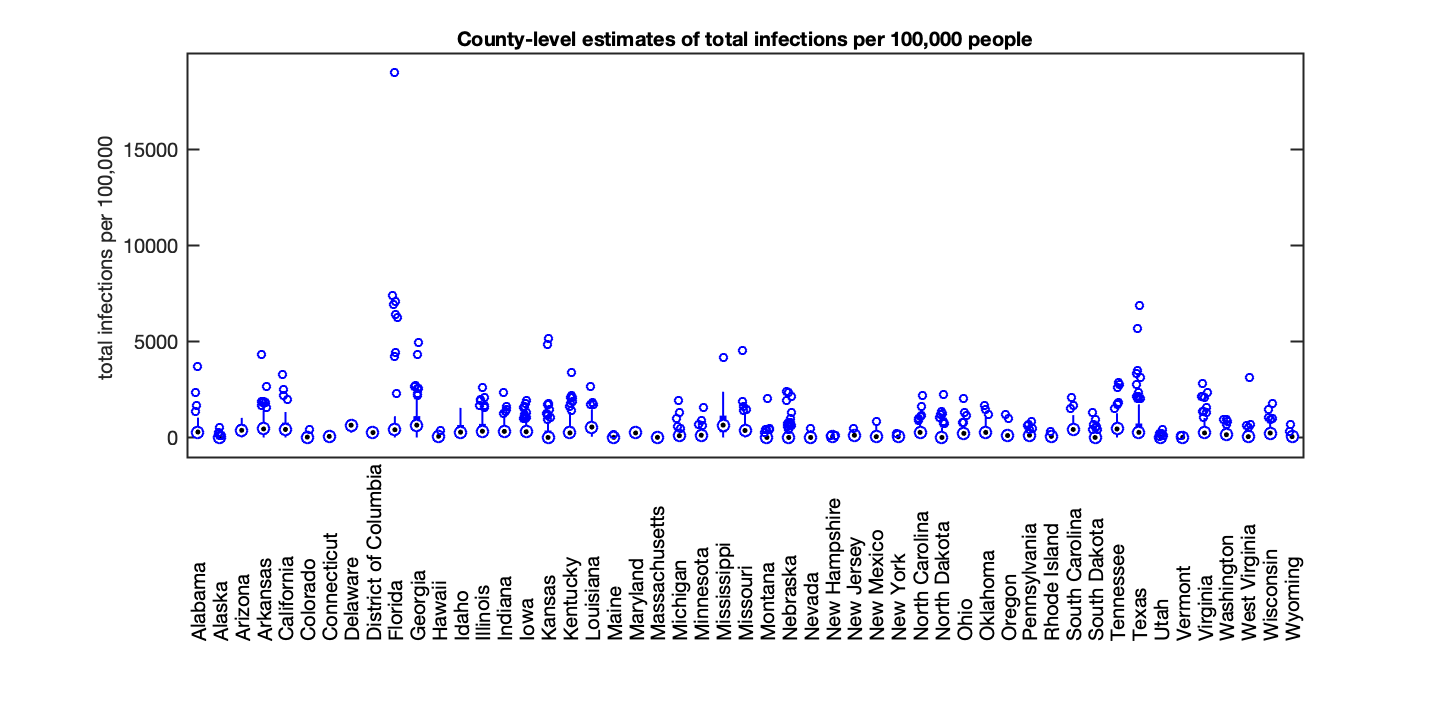 County-level estimates of total infections per 100,000 people
total infections per 100,000
15000
10000
5000
0
Alabama
Alaska
Arizona
Arkansas
California
Colorado
Connecticut
Delaware
District of Columbia
Florida
Georgia
Hawaii
Idaho
Illinois
Indiana
Iowa
Kansas
Kentucky
Louisiana
Maine
Maryland
Massachusetts
Michigan
Minnesota
Mississippi
Missouri
Montana
Nebraska
Nevada
New Hampshire
New Jersey
New Mexico
New York
North Carolina
North Dakota
Ohio
Oklahoma
Oregon
Pennsylvania
Rhode Island
South Carolina
South Dakota
Tennessee
Texas
Utah
Vermont
Virginia
Washington
West Virginia
Wisconsin
Wyoming